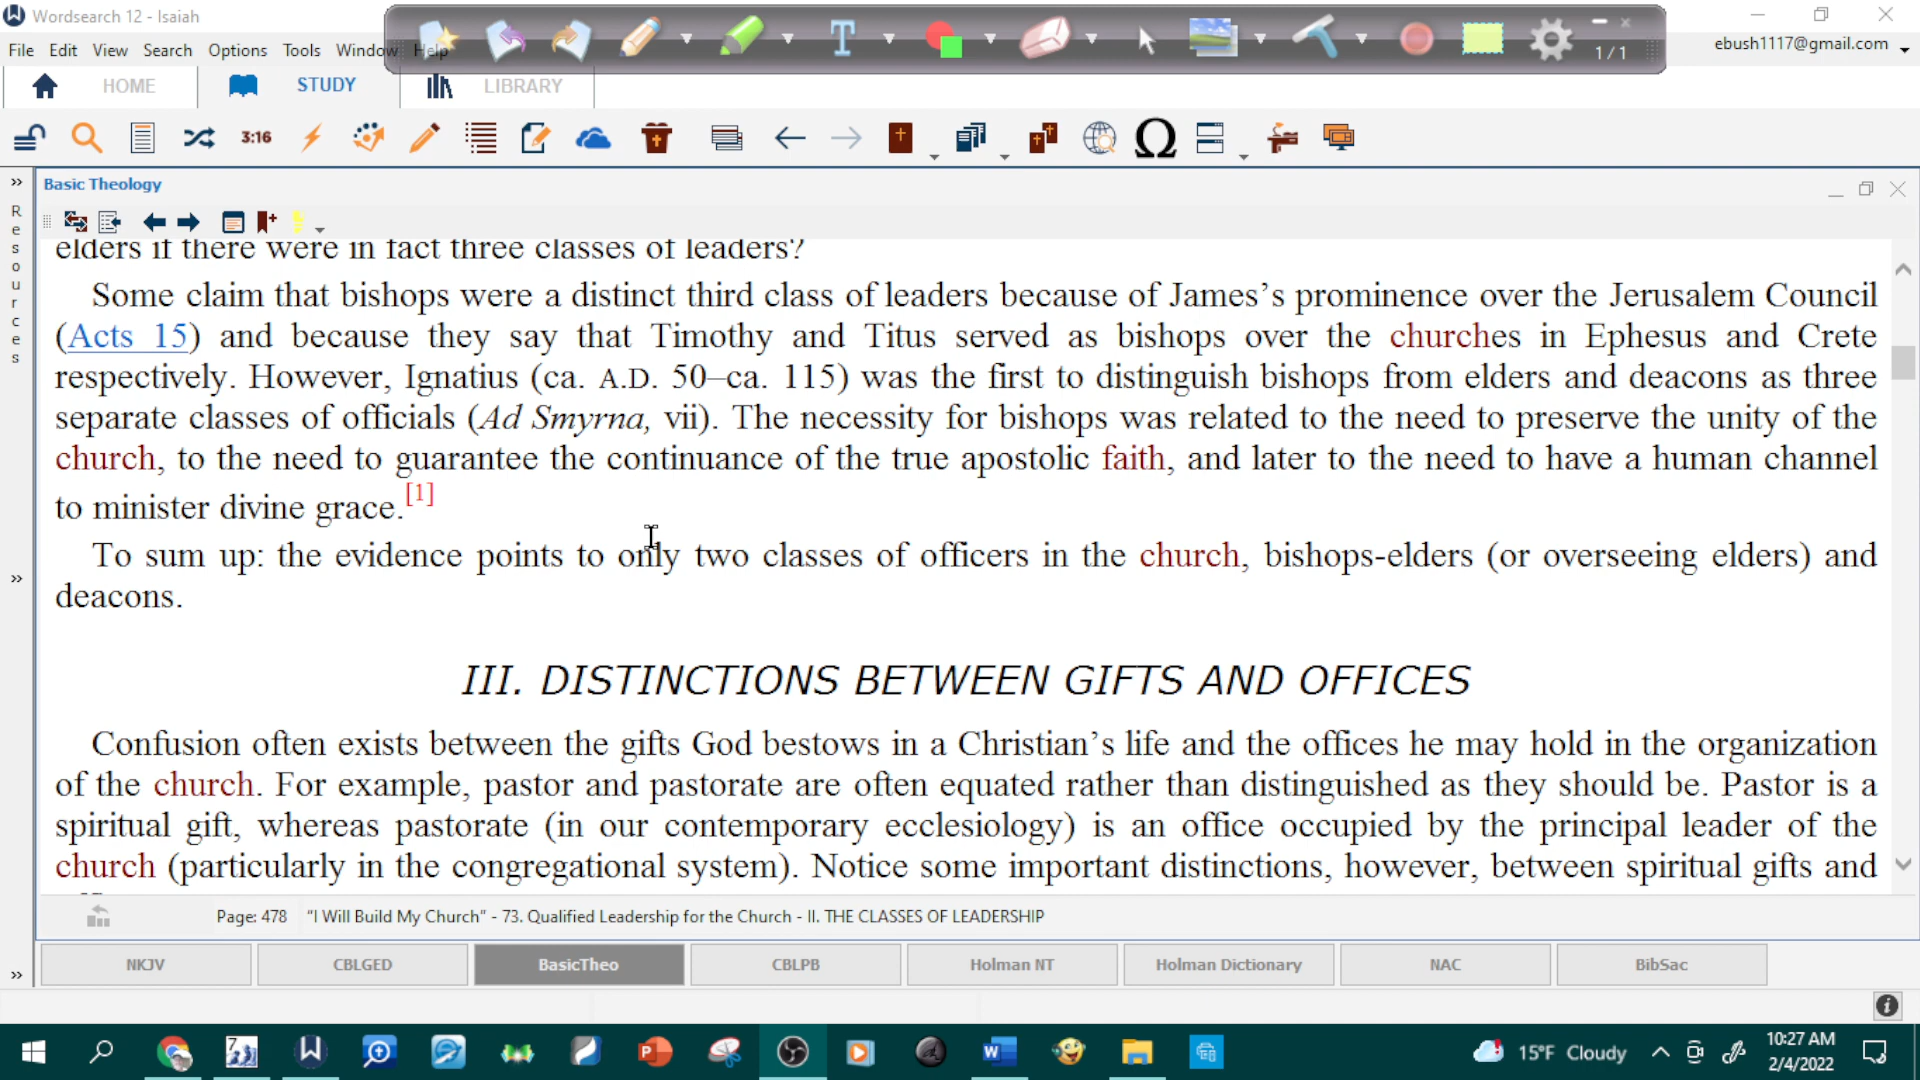 Wordsearch 12 - Isaiah
File Edit View Search Options Tools Window Help
1/1
ebush1117@gmail.com
HOME STUDY LIBRARY
3:16
Resources
Basic Theology
elders if there were in fact three classes of leaders?
Some claim that bishops were a distinct third class of leaders because of James's prominence over the Jerusalem Council
(Acts 15) and because they say that Timothy and Titus served as bishops over the churches in Ephesus and Crete
respectively. However, Ignatius (ca. A.D. 50–ca. 115) was the first to distinguish bishops from elders and deacons as three
separate classes of officials (Ad Smyrna, vii). The necessity for bishops was related to the need to preserve the unity of the
church, to the need to guarantee the continuance of the true apostolic faith, and later to the need to have a human channel
to minister divine grace.[1]
To sum up: the evidence points to only two classes of officers in the church, bishops-elders (or overseeing elders) and
deacons.
III. DISTINCTIONS BETWEEN GIFTS AND OFFICES
Confusion often exists between the gifts God bestows in a Christian's life and the offices he may hold in the organization
of the church. For example, pastor and pastorate are often equated rather than distinguished as they should be. Pastor is a
spiritual gift, whereas pastorate (in our contemporary ecclesiology) is an office occupied by the principal leader of the
church (particularly in the congregational system). Notice some important distinctions, however, between spiritual gifts and
Page: 478 "I Will Build My Church" - 73. Qualified Leadership for the Church - II. THE CLASSES OF LEADERSHIP
NKJV CBLGED BasicTheo CBLPB Holman NT Holman Dictionary NAC BibSac
15°F Cloudy
10:27 AM
2/4/2022